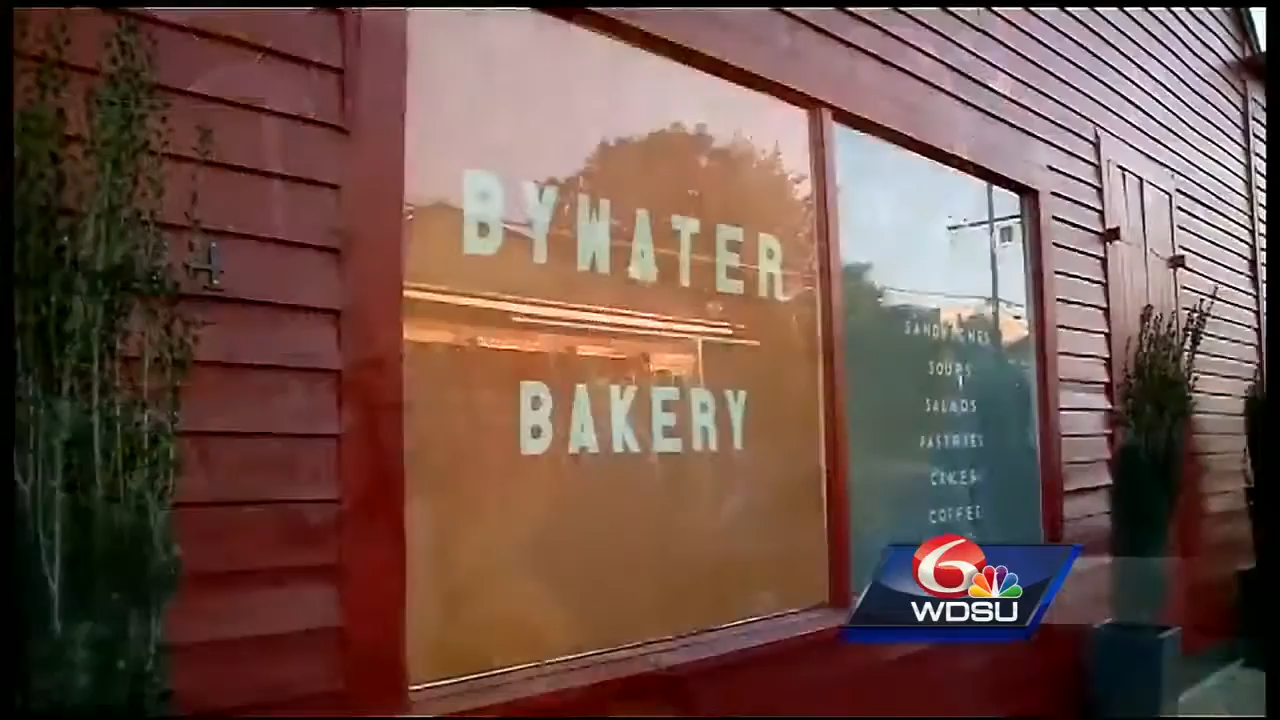 BYWATER
BAKERY
SANDWICHES
SOUPS
SALADS
PASTRIES
CAKES
COFFEE
6
WDSU